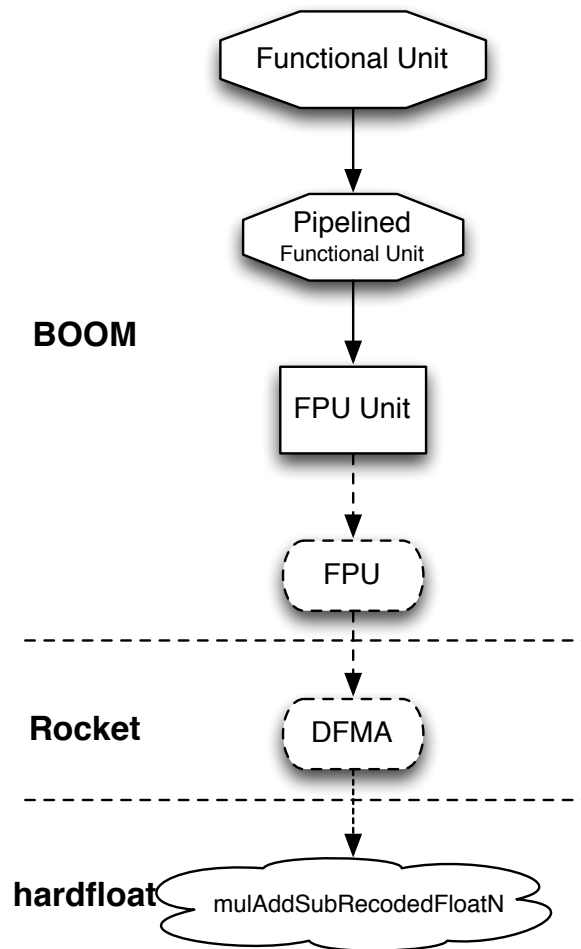 Functional Unit
Pipelined
Functional Unit
BOOM
FPU Unit
FPU
Rocket
DFMA
hardfloat
mulAddSubRecodedFloatN